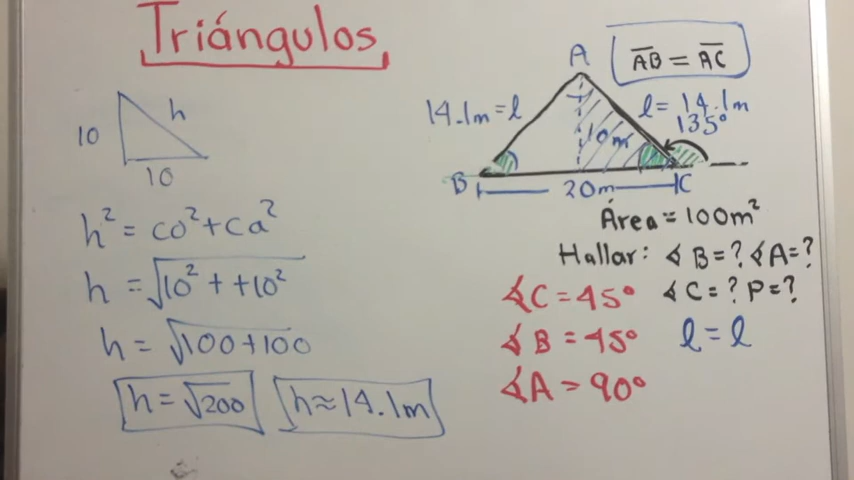 Triángulos
10
h
10
h² = co² + ca²
h = √10² + +10²
h = √100+100
h = √200
h ≈ 14.1m
A
AB = AC
14.1m = l
l = 14.1m
135°
10m
B
20m
C
Área = 100m²
Hallar: ∢ B = ? ∢ A = ?
∢ C = ? P = ?
∢C = 45°
∢ B = 45°
∢A = 90°
l = l